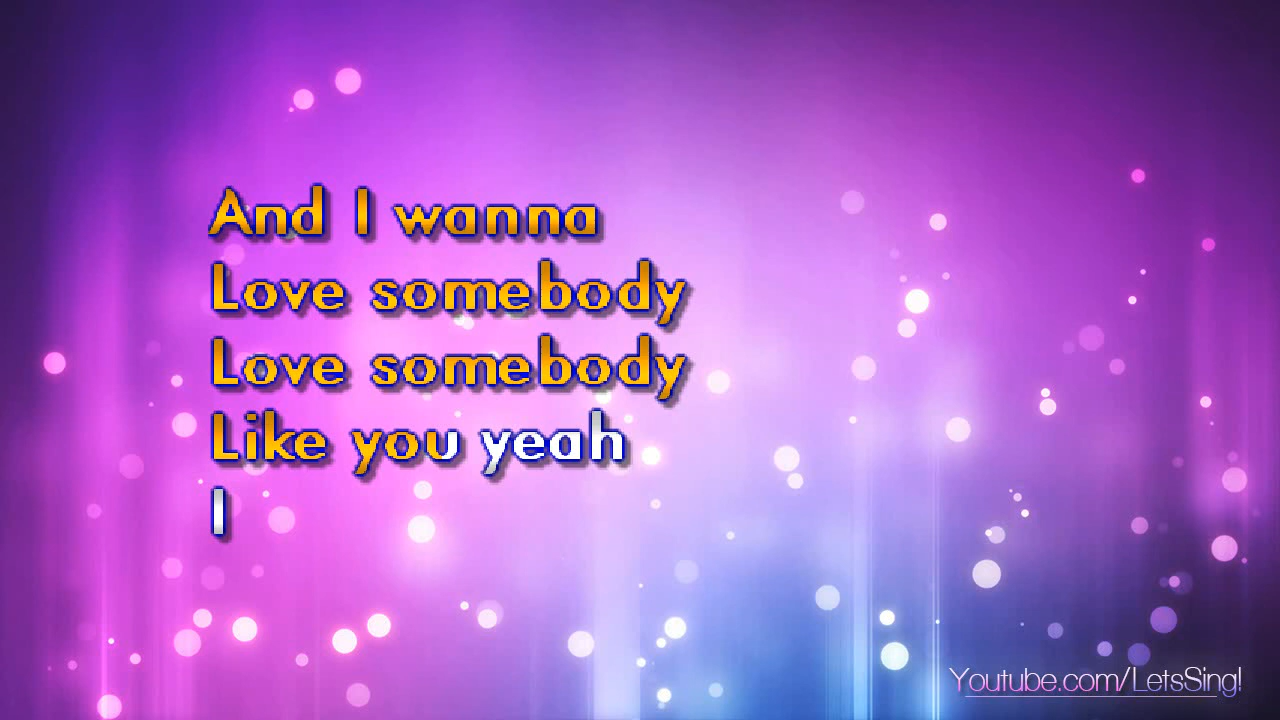 And I wanna
Love somebody
Love somebody
Like you yeah
I
Youtube.com/LetsSing!